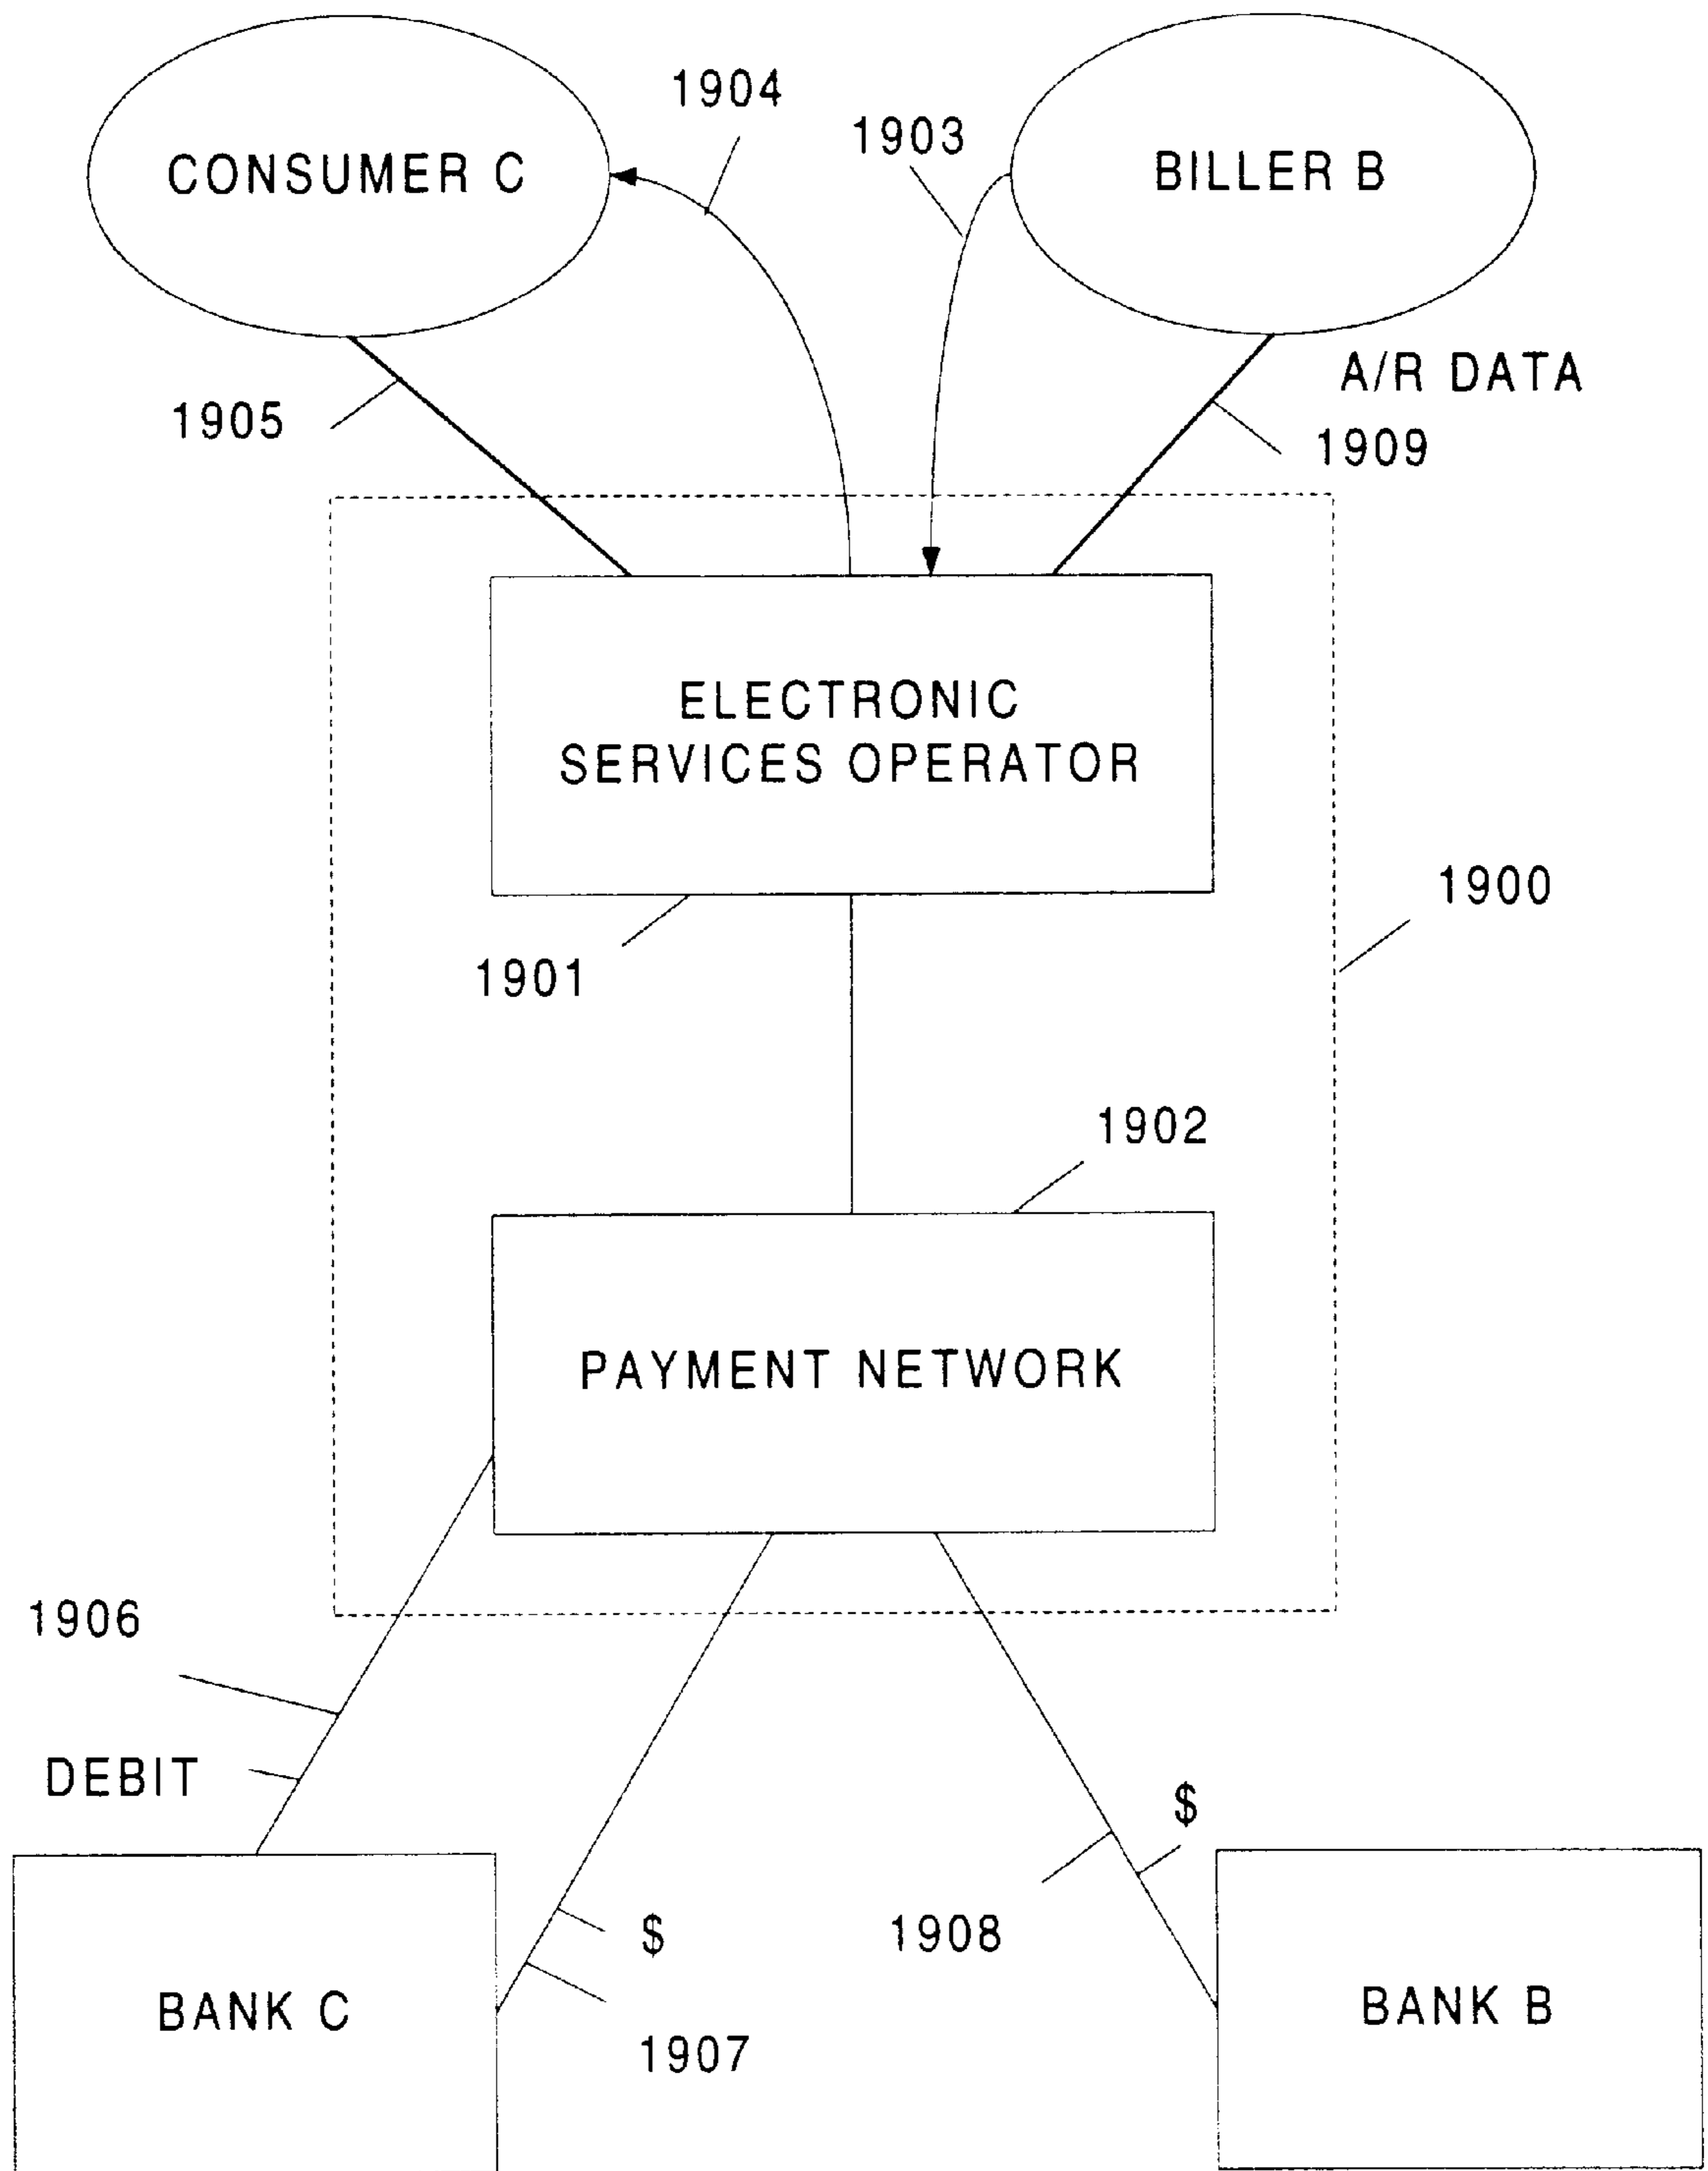 1904
1903
CONSUMER C
BILLER B
A/R DATA
1905
1909
ELECTRONIC
SERVICES OPERATOR
1900
1901
1902
PAYMENT NETWORK
1906
DEBIT
$
$
1908
BANK C
BANK B
1907